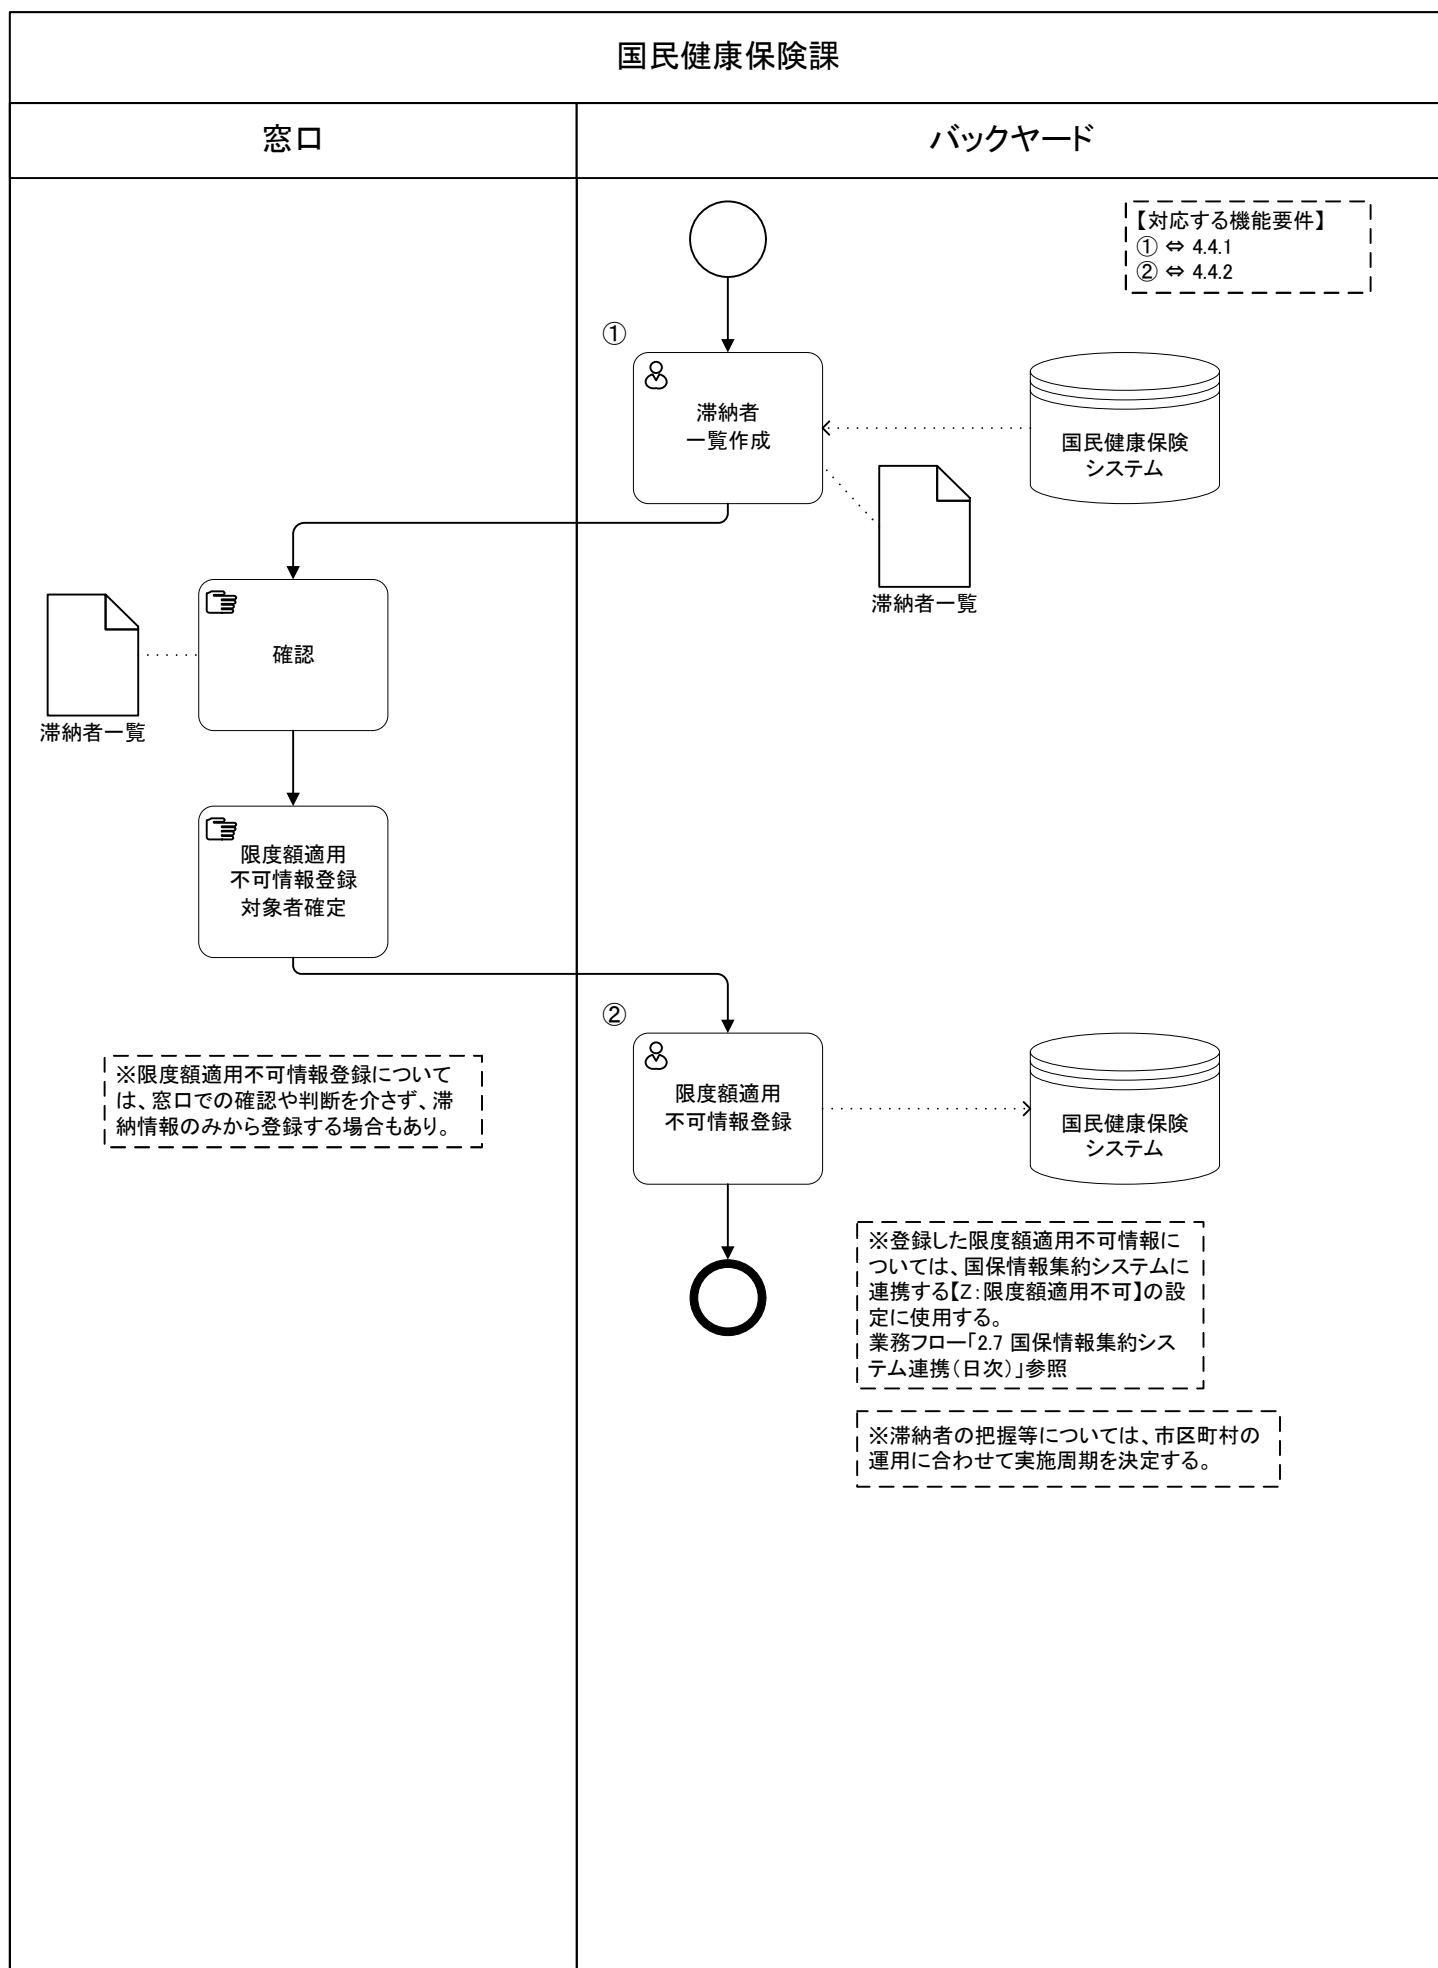 国民健康保険課
窓口
バックヤード
【対応する機能要件】
① ⇔ 4.4.1
② ⇔ 4.4.2
①
滞納者
一覧作成
国民健康保険
システム
滞納者一覧
確認
滞納者一覧
限度額適用
不可情報登録
対象者確定
②
限度額適用
不可情報登録
国民健康保険
システム
※限度額適用不可情報登録について
は、窓口での確認や判断を介さず、滞
納情報のみから登録する場合もあり。
※登録した限度額適用不可情報に
ついては、国保情報集約システムに
連携する【Z：限度額適用不可】の設
定に使用する。
業務フロー「2.7 国保情報集約シス
テム連携（日次）」参照
※滞納者の把握等については、市区町村の
運用に合わせて実施周期を決定する。